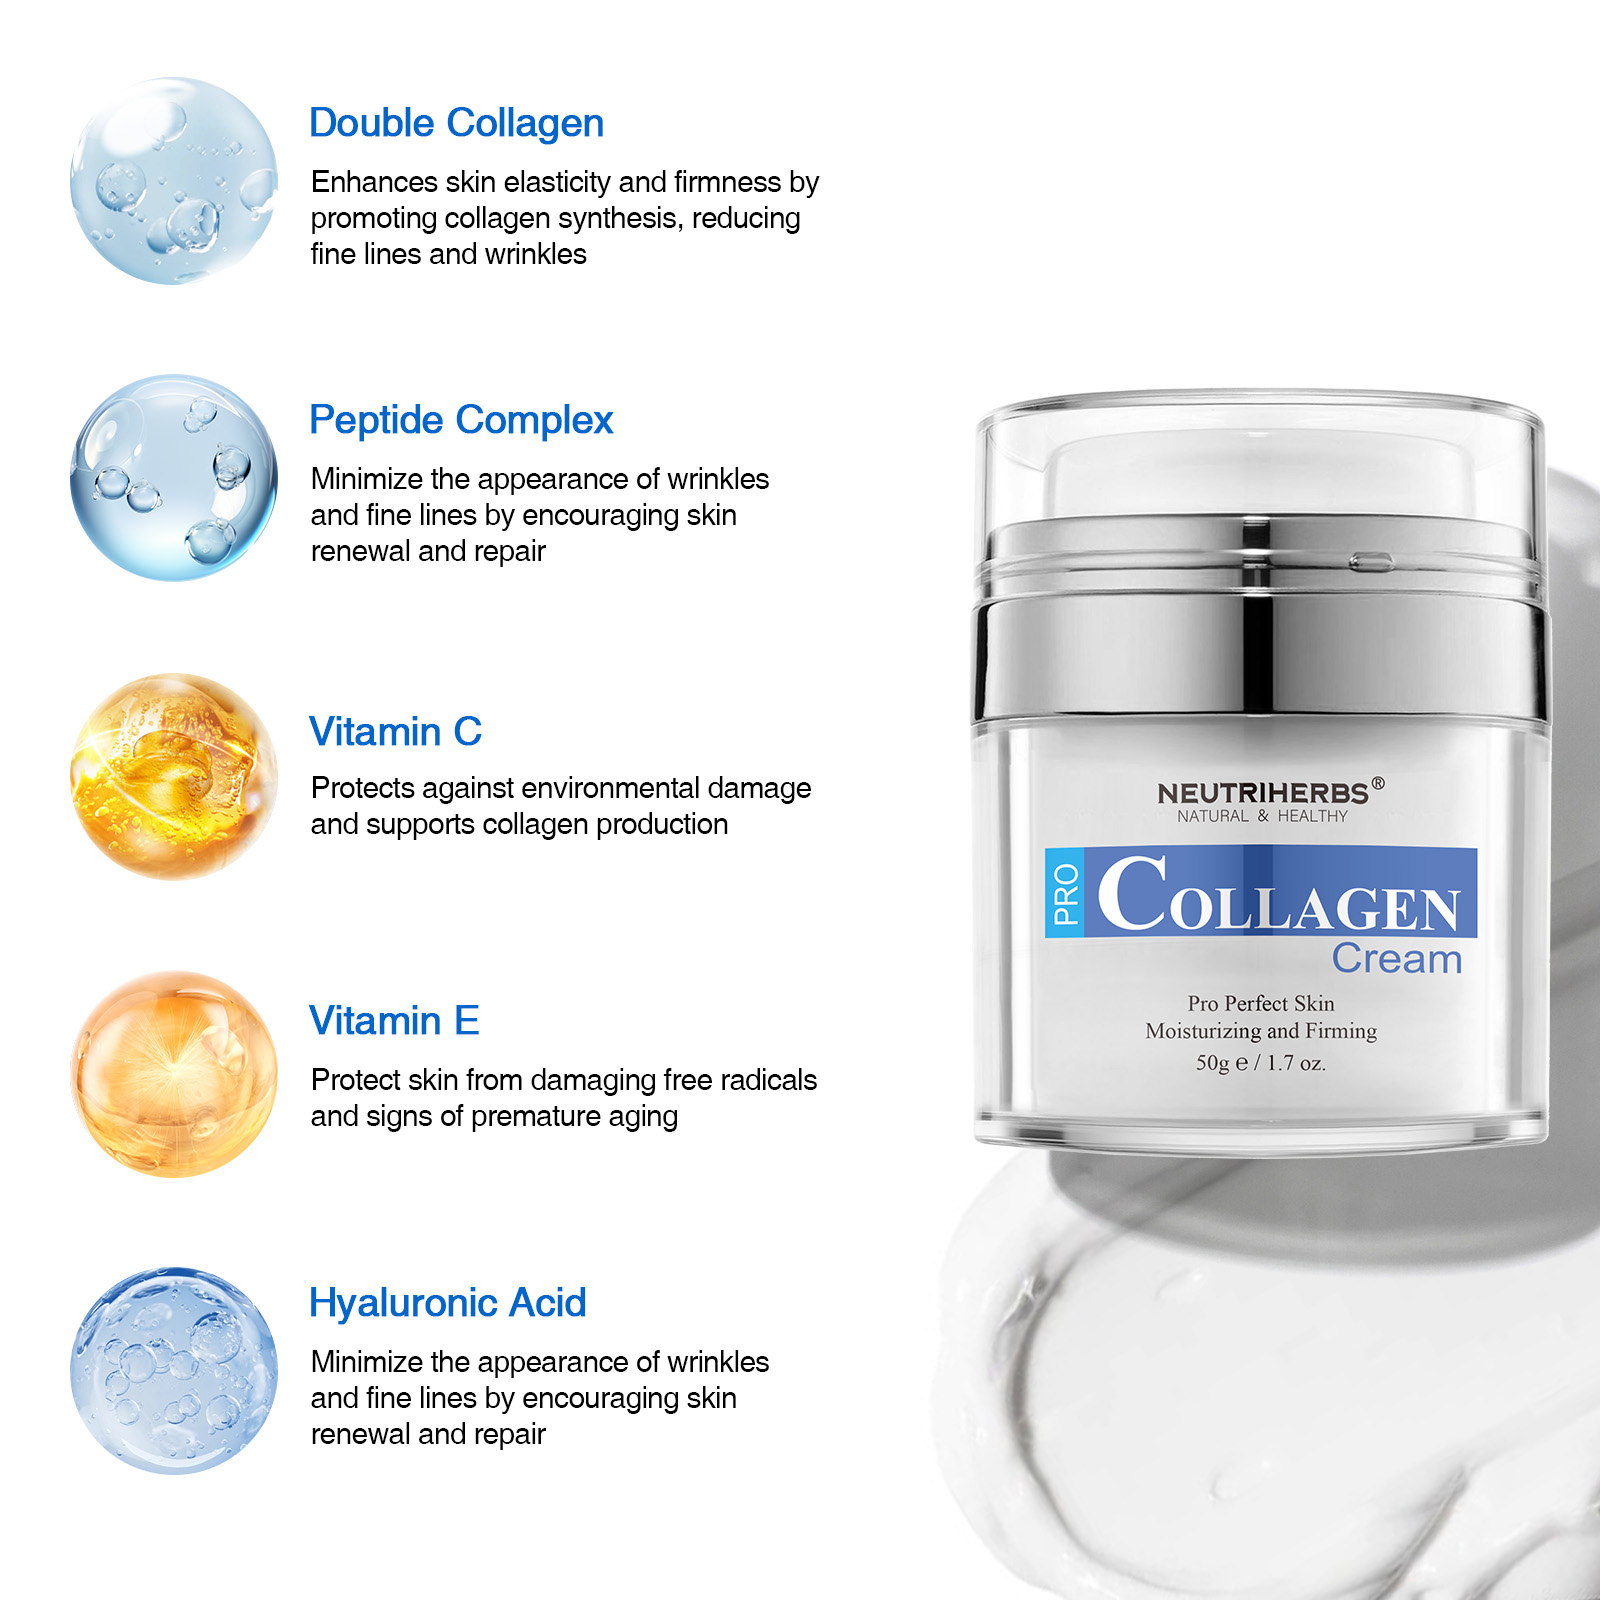 Double Collagen
Enhances skin elasticity and firmness by
promoting collagen synthesis, reducing
fine lines and wrinkles
Peptide Complex
Minimize the appearance of wrinkles
and fine lines by encouraging skin
renewal and repair
Vitamin C
Protects against environmental damage
and supports collagen production
Vitamin E
Protect skin from damaging free radicals
and signs of premature aging
Hyaluronic Acid
Minimize the appearance of wrinkles
and fine lines by encouraging skin
renewal and repair
NEUTRIHERBS®
NATURAL & HEALTHY
PRO
COLLAGEN
Cream
Pro Perfect Skin
Moisturizing and Firming
50g ℮ / 1.7 oz.